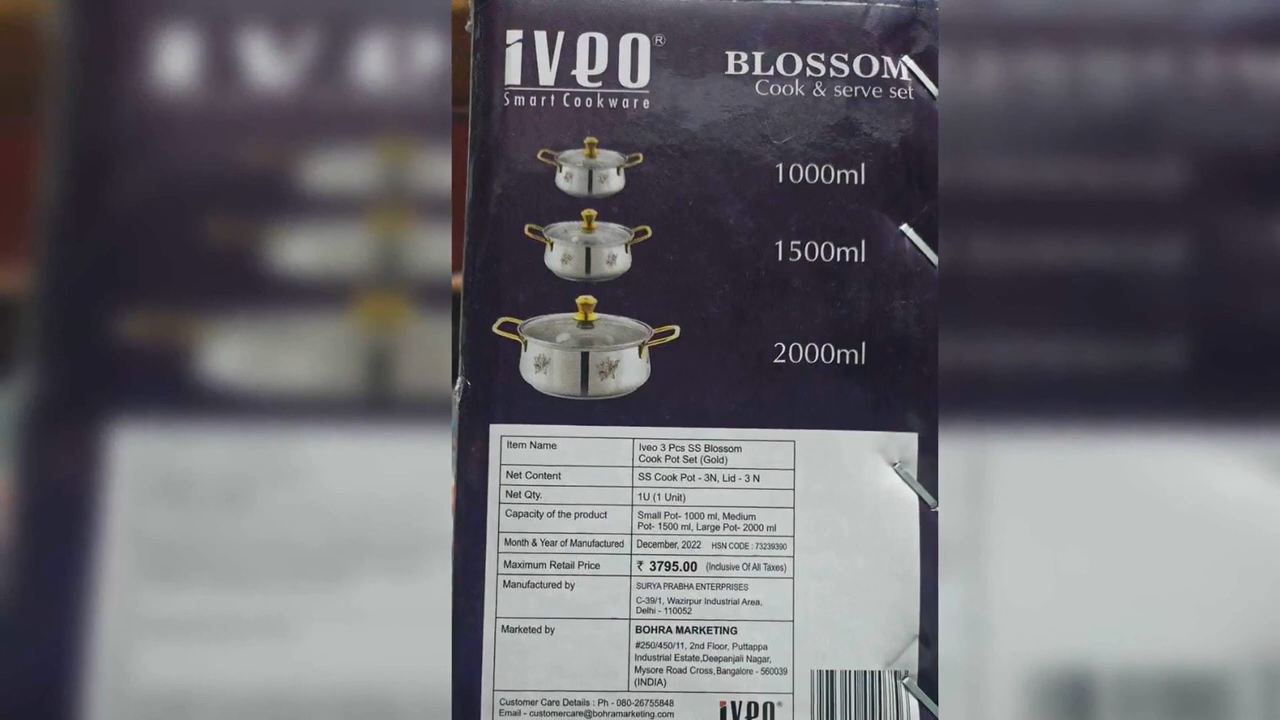 iveo®
Smart Cookware
BLOSSOM
Cook & serve set
1000ml
1500ml
2000ml
Item Name Iveo 3 Pcs SS Blossom
Cook Pot Set (Gold)
Net Content SS Cook Pot - 3N, Lid - 3 N
Net Qty. 1U (1 Unit)
Capacity of the product Small Pot- 1000 ml, Medium
Pot- 1500 ml, Large Pot- 2000 ml
Month & Year of Manufactured December, 2022 HSN CODE : 73239390
Maximum Retail Price ₹ 3795.00 (Inclusive Of All Taxes)
Manufactured by SURYA PRABHA ENTERPRISES
C-39/1, Wazirpur Industrial Area,
Delhi - 110052
Marketed by BOHRA MARKETING
#250/450/11, 2nd Floor, Puttappa
Industrial Estate,Deepanjali Nagar,
Mysore Road Cross,Bangalore - 560039
(INDIA)
Customer Care Details : Ph - 080-26755848
Email - customercare@bohramarketing.com
iveo®